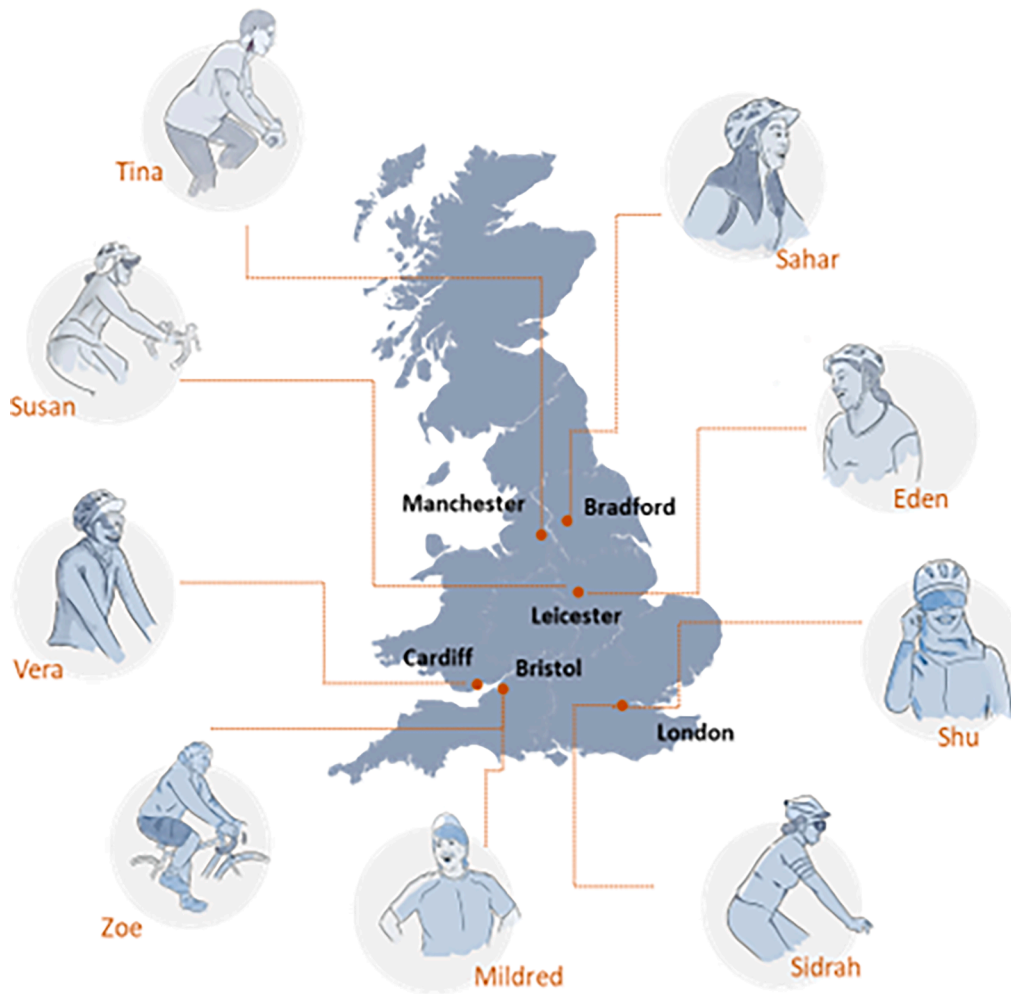 Tina
Sahar
Susan
Eden
Manchester
Bradford
Leicester
Vera
Cardiff
Bristol
London
Shu
Zoe
Mildred
Sidrah